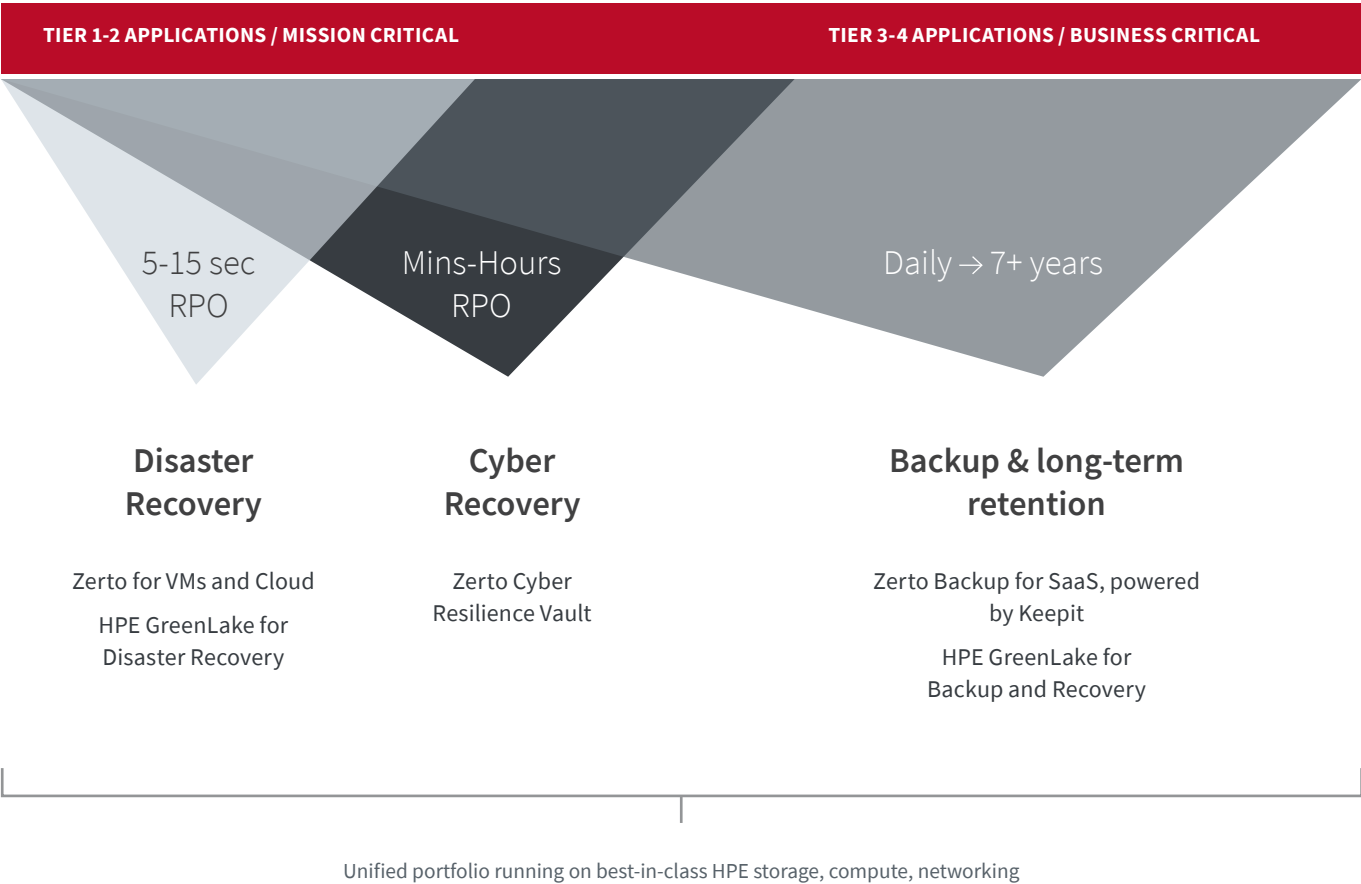 TIER 1-2 APPLICATIONS / MISSION CRITICAL
TIER 3-4 APPLICATIONS / BUSINESS CRITICAL
5-15 sec
RPO
Mins-Hours
RPO
Daily → 7+ years
Disaster
Recovery
Zerto for VMs and Cloud
HPE GreenLake for
Disaster Recovery
Cyber
Recovery
Zerto Cyber
Resilience Vault
Backup & long-term
retention
Zerto Backup for SaaS, powered
by Keepit
HPE GreenLake for
Backup and Recovery
Unified portfolio running on best-in-class HPE storage, compute, networking